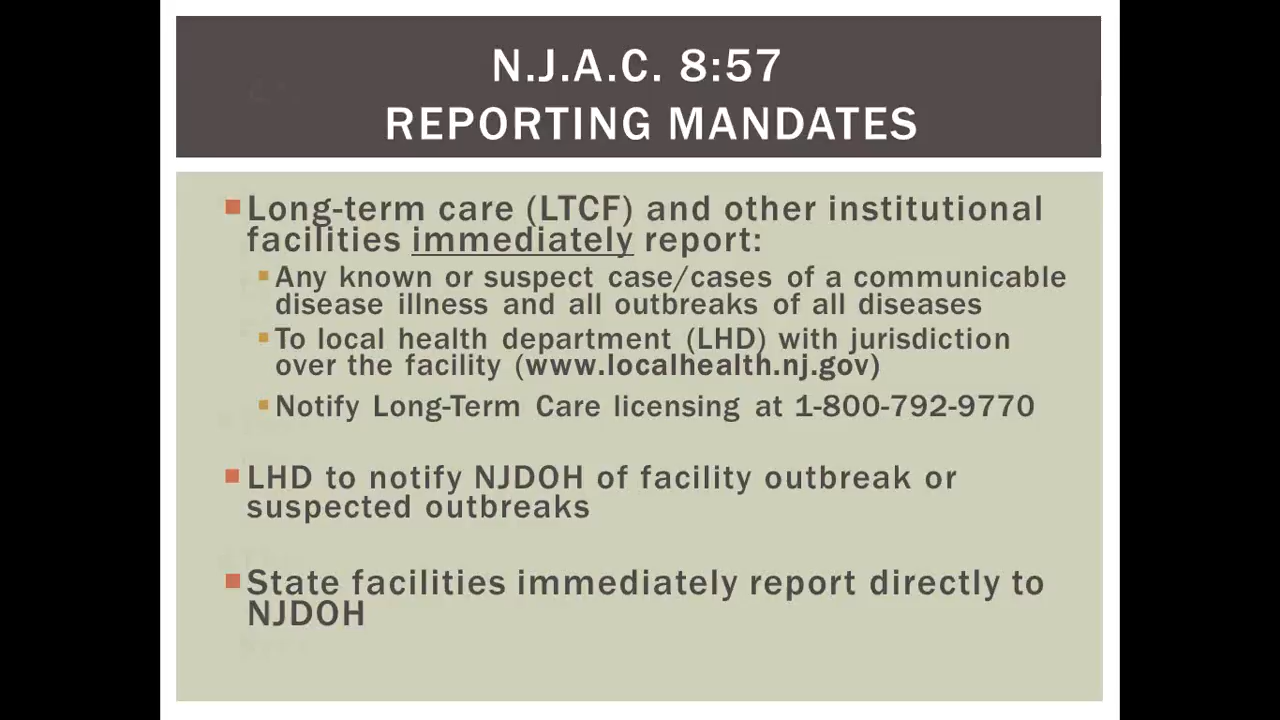 N.J.A.C. 8:57
REPORTING MANDATES
Long-term care (LTCF) and other institutional
facilities immediately report:
Any known or suspect case/cases of a communicable
disease illness and all outbreaks of all diseases
To local health department (LHD) with jurisdiction
over the facility (www.localhealth.nj.gov)
Notify Long-Term Care licensing at 1-800-792-9770
LHD to notify NJDOH of facility outbreak or
suspected outbreaks
State facilities immediately report directly to
NJDOH